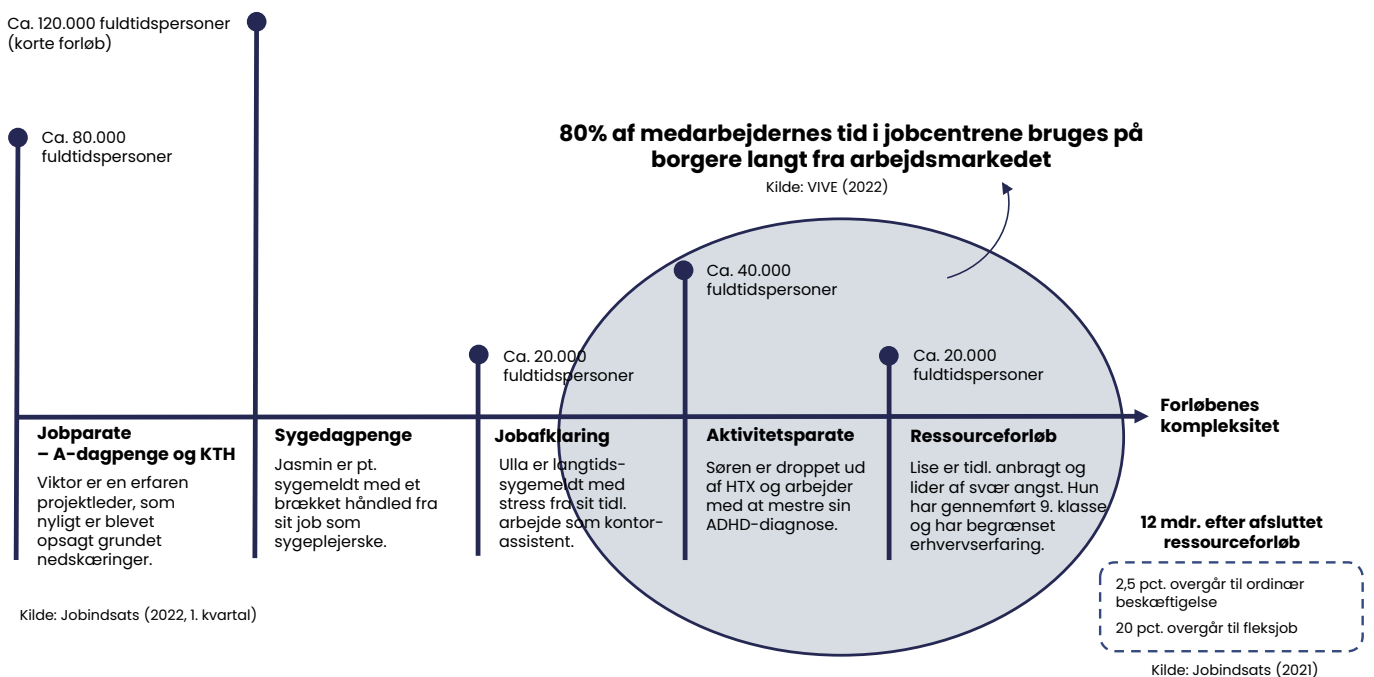 Ca. 120.000 fuldtidspersoner
(korte forløb)
Ca. 80.000
fuldtidspersoner
80% af medarbejdernes tid i jobcentrene bruges på
borgere langt fra arbejdsmarkedet
Kilde: VIVE (2022)
Ca. 40.000
fuldtidspersoner
Ca. 20.000
fuldtidspersoner
Ca. 20.000
fuldtidspersoner
Forløbenes
kompleksitet
Jobparate
– A-dagpenge og KTH
Viktor er en erfaren
projektleder, som
nyligt er blevet
opsagt grundet
nedskæringer.
Sygedagpenge
Jasmin er pt.
sygemeldt med et
brækket håndled fra
sit job som
sygeplejerske.
Jobafklaring
Ulla er langtids-
sygemeldt med
stress fra sit tidl.
arbejde som kontor-
assistent.
Aktivitetsparate
Søren er droppet ud
af HTX og arbejder
med at mestre sin
ADHD-diagnose.
Ressourceforløb
Lise er tidl. anbragt og
lider af svær angst. Hun
har gennemført 9. klasse
og har begrænset
erhvervserfaring.
12 mdr. efter afsluttet
ressourceforløb
2,5 pct. overgår til ordinær
beskæftigelse
20 pct. overgår til fleksjob
Kilde: Jobindsats (2021)
Kilde: Jobindsats (2022, 1. kvartal)